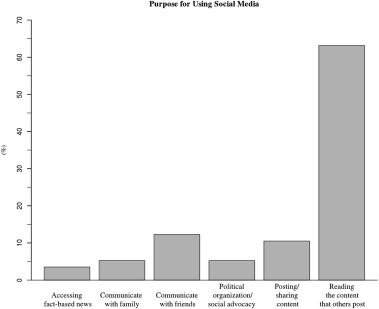 Purpose for Using Social Media
70
60
50
40
30
20
10
0
(%)
Accessing
fact-based news
Communicate
with family
Communicate
with friends
Political
organization/
social advocacy
Posting/
sharing
content
Reading
the content
that others post